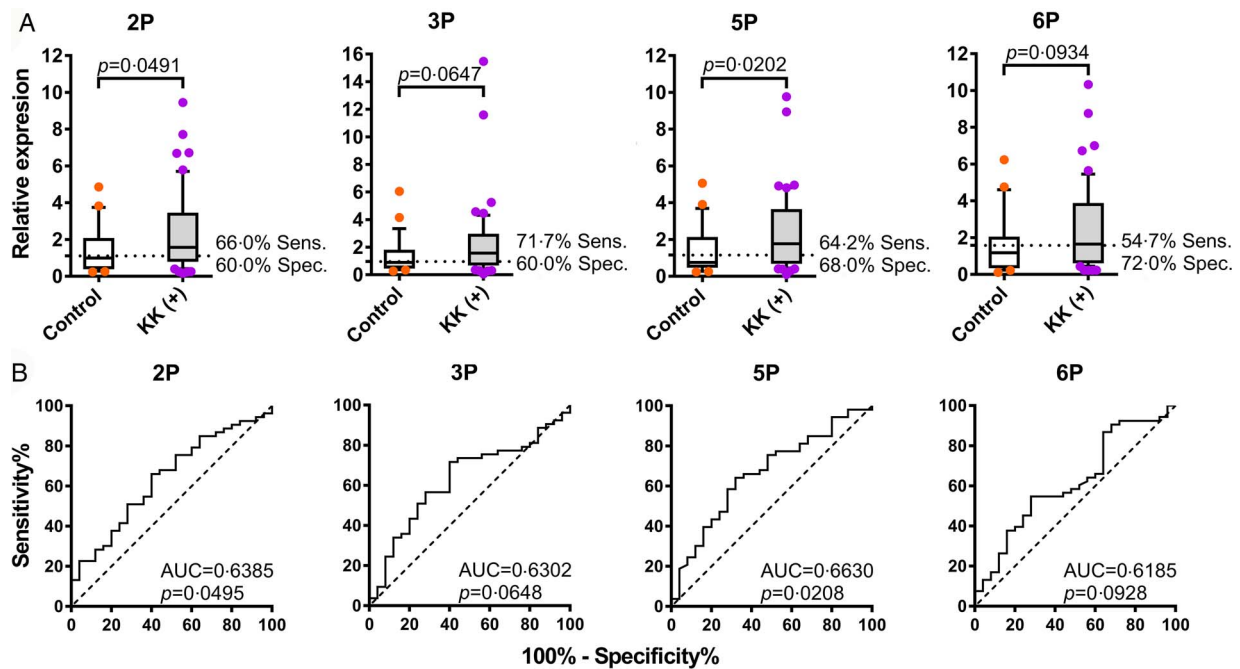 A
2P
3P
5P
6P
Relative expresion
12
10
8
6
4
2
0
p=0·0491
66·0% Sens.
60·0% Spec.
Control
KK (+)
16
14
12
10
8
6
4
2
0
p=0·0647
71·7% Sens.
60·0% Spec.
Control
KK (+)
12
10
8
6
4
2
0
p=0·0202
64·2% Sens.
68·0% Spec.
Control
KK (+)
12
10
8
6
4
2
0
p=0·0934
54·7% Sens.
72·0% Spec.
Control
KK (+)
B
2P
3P
5P
6P
Sensitivity%
100
80
60
40
20
0
AUC=0·6385
p=0·0495
0 20 40 60 80 100
100
80
60
40
20
0
AUC=0·6302
p=0·0648
0 20 40 60 80 100
100
80
60
40
20
0
AUC=0·6630
p=0·0208
0 20 40 60 80 100
100
80
60
40
20
0
AUC=0·6185
p=0·0928
0 20 40 60 80 100
100% - Specificity%